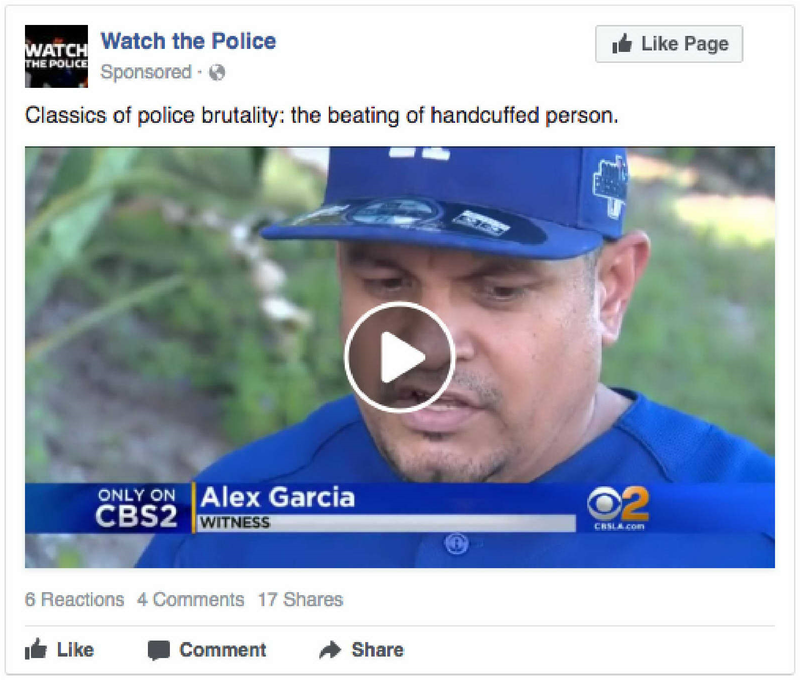 WATCH
THE POLICE
Watch the Police
Sponsored ·
Like Page
Classics of police brutality: the beating of handcuffed person.
ONLY ON
CBS2
Alex Garcia
WITNESS
2
CBSLA.com
6 Reactions 4 Comments 17 Shares
Like Comment Share